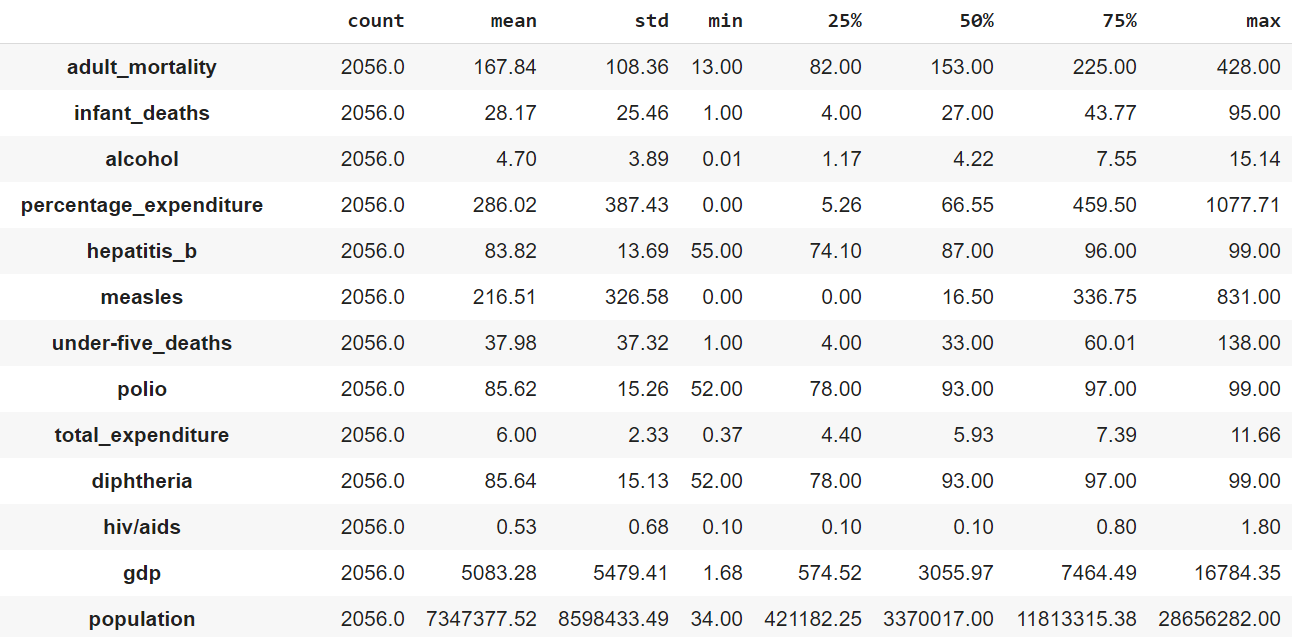 count mean std min 25% 50% 75% max
adult_mortality 2056.0 167.84 108.36 13.00 82.00 153.00 225.00 428.00
infant_deaths 2056.0 28.17 25.46 1.00 4.00 27.00 43.77 95.00
alcohol 2056.0 4.70 3.89 0.01 1.17 4.22 7.55 15.14
percentage_expenditure 2056.0 286.02 387.43 0.00 5.26 66.55 459.50 1077.71
hepatitis_b 2056.0 83.82 13.69 55.00 74.10 87.00 96.00 99.00
measles 2056.0 216.51 326.58 0.00 0.00 16.50 336.75 831.00
under-five_deaths 2056.0 37.98 37.32 1.00 4.00 33.00 60.01 138.00
polio 2056.0 85.62 15.26 52.00 78.00 93.00 97.00 99.00
total_expenditure 2056.0 6.00 2.33 0.37 4.40 5.93 7.39 11.66
diphtheria 2056.0 85.64 15.13 52.00 78.00 93.00 97.00 99.00
hiv/aids 2056.0 0.53 0.68 0.10 0.10 0.10 0.80 1.80
gdp 2056.0 5083.28 5479.41 1.68 574.52 3055.97 7464.49 16784.35
population 2056.0 7347377.52 8598433.49 34.00 421182.25 3370017.00 11813315.38 28656282.00